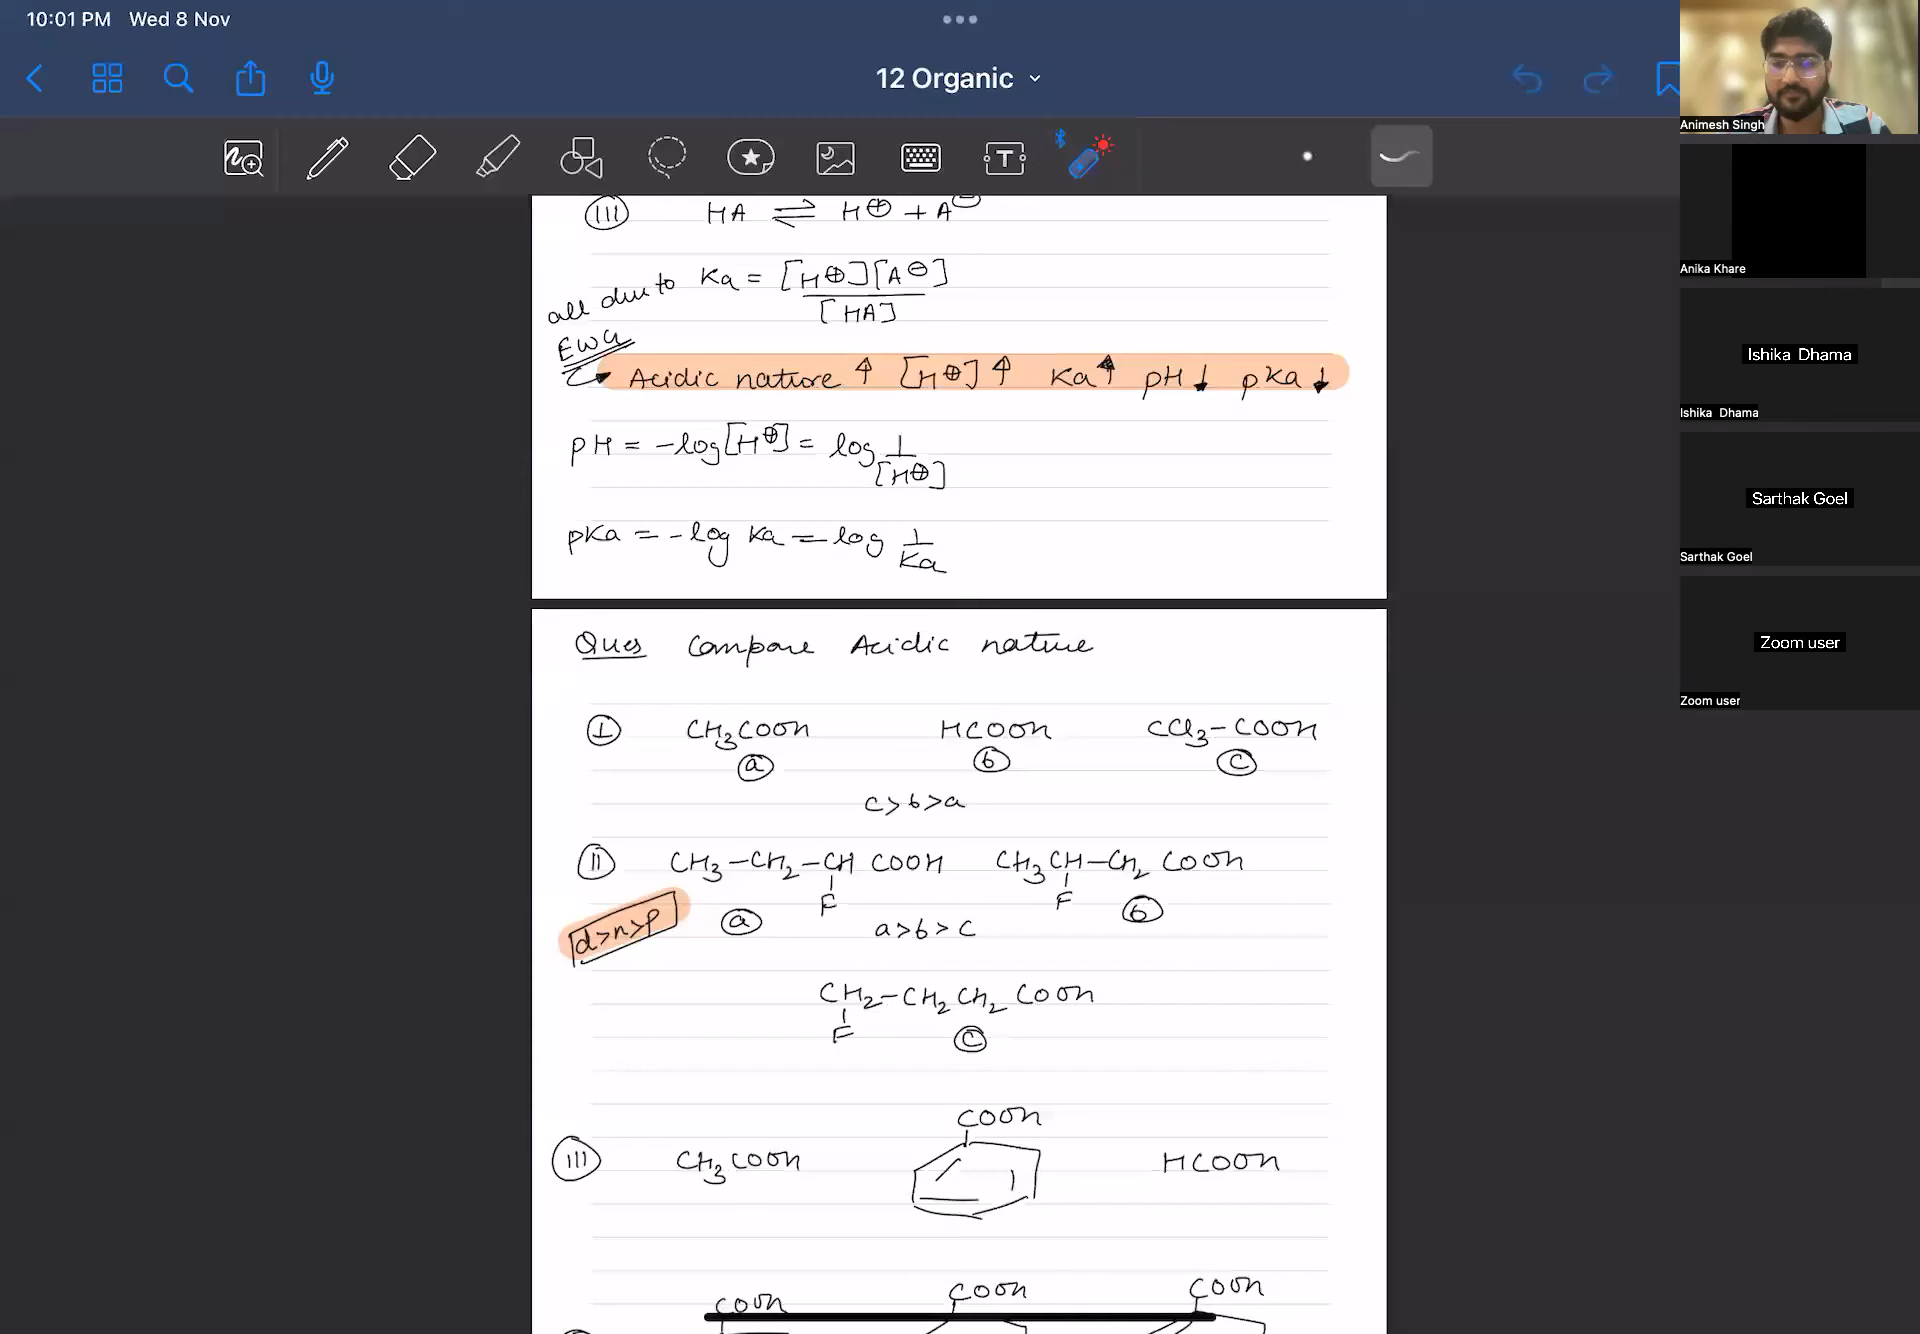 10:01 PM Wed 8 Nov
12 Organic
T
Animesh Singh
Anika Khare
Ishika Dhama
Ishika Dhama
Sarthak Goel
Sarthak Goel
Zoom user
Zoom user
III HA ⇌ H⊕ + A⊖
all due to Ka = [H⊕][A⊖]
[HA]
EWG
Acidic nature ↑ [H⊕] ↑ Ka ↑ pH ↓ pKa ↓
pH = -log[H⊕] = log 1
[H⊕]
pKa = -log Ka = log 1
Ka
Ques Compare Acidic nature
I CH3COOH HCOOH CCl3-COOH
a b c
c > b > a
II CH3-CH2-CH COOH CH3CH-CH2 COOH
F F
d>n>p a b
a > b > c
CH2-CH2 CH2 COOH
F c
COOH
III CH3COOH HCOOH
COOH COOH COOH